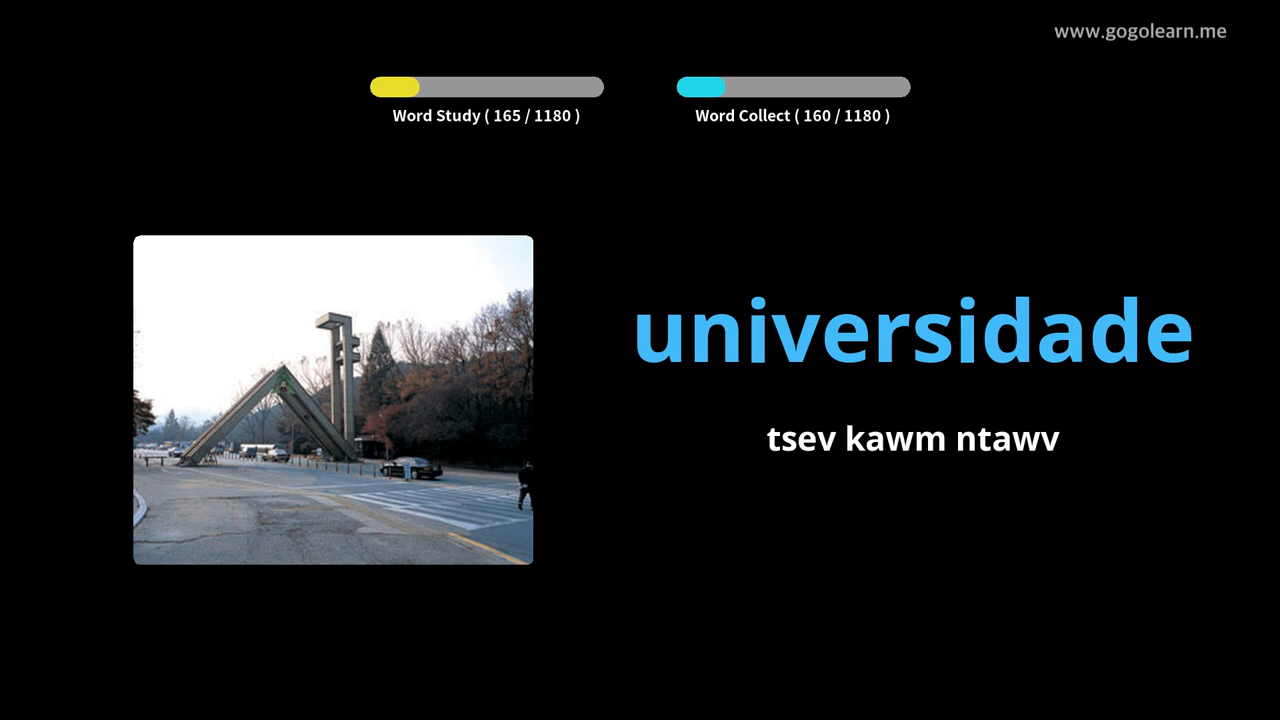 www.gogolearn.me
Word Study ( 165 / 1180 )
Word Collect ( 160 / 1180 )
universidade
tsev kawm ntawv